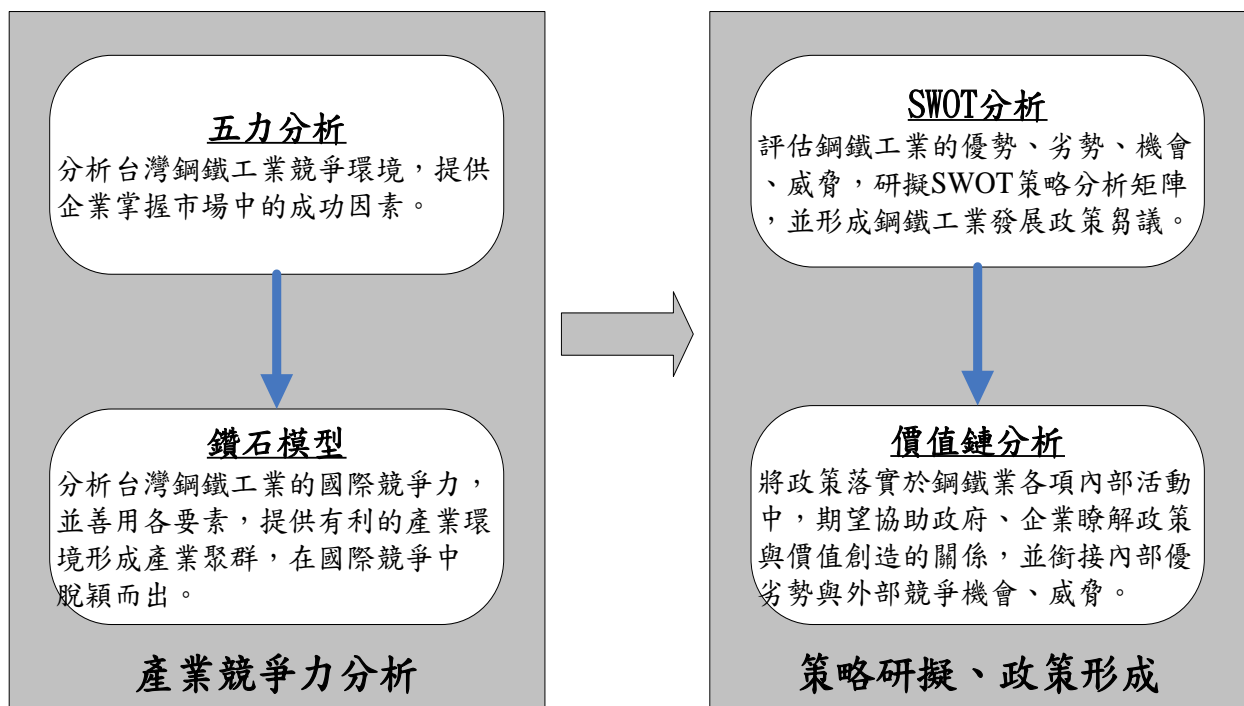 五力分析
分析台灣鋼鐵工業競爭環境，提供
企業掌握市場中的成功因素。
鑽石模型
分析台灣鋼鐵工業的國際競爭力，
並善用各要素，提供有利的產業環
境形成產業聚群，在國際競爭中
脫穎而出。
產業競爭力分析
SWOT分析
評估鋼鐵工業的優勢、劣勢、機會
、威脅，研擬SWOT策略分析矩陣
，並形成鋼鐵工業發展政策芻議。
價值鏈分析
將政策落實於鋼鐵業各項內部活動
中，期望協助政府、企業瞭解政策
與價值創造的關係，並銜接內部優
劣勢與外部競爭機會、威脅。
策略研擬、政策形成